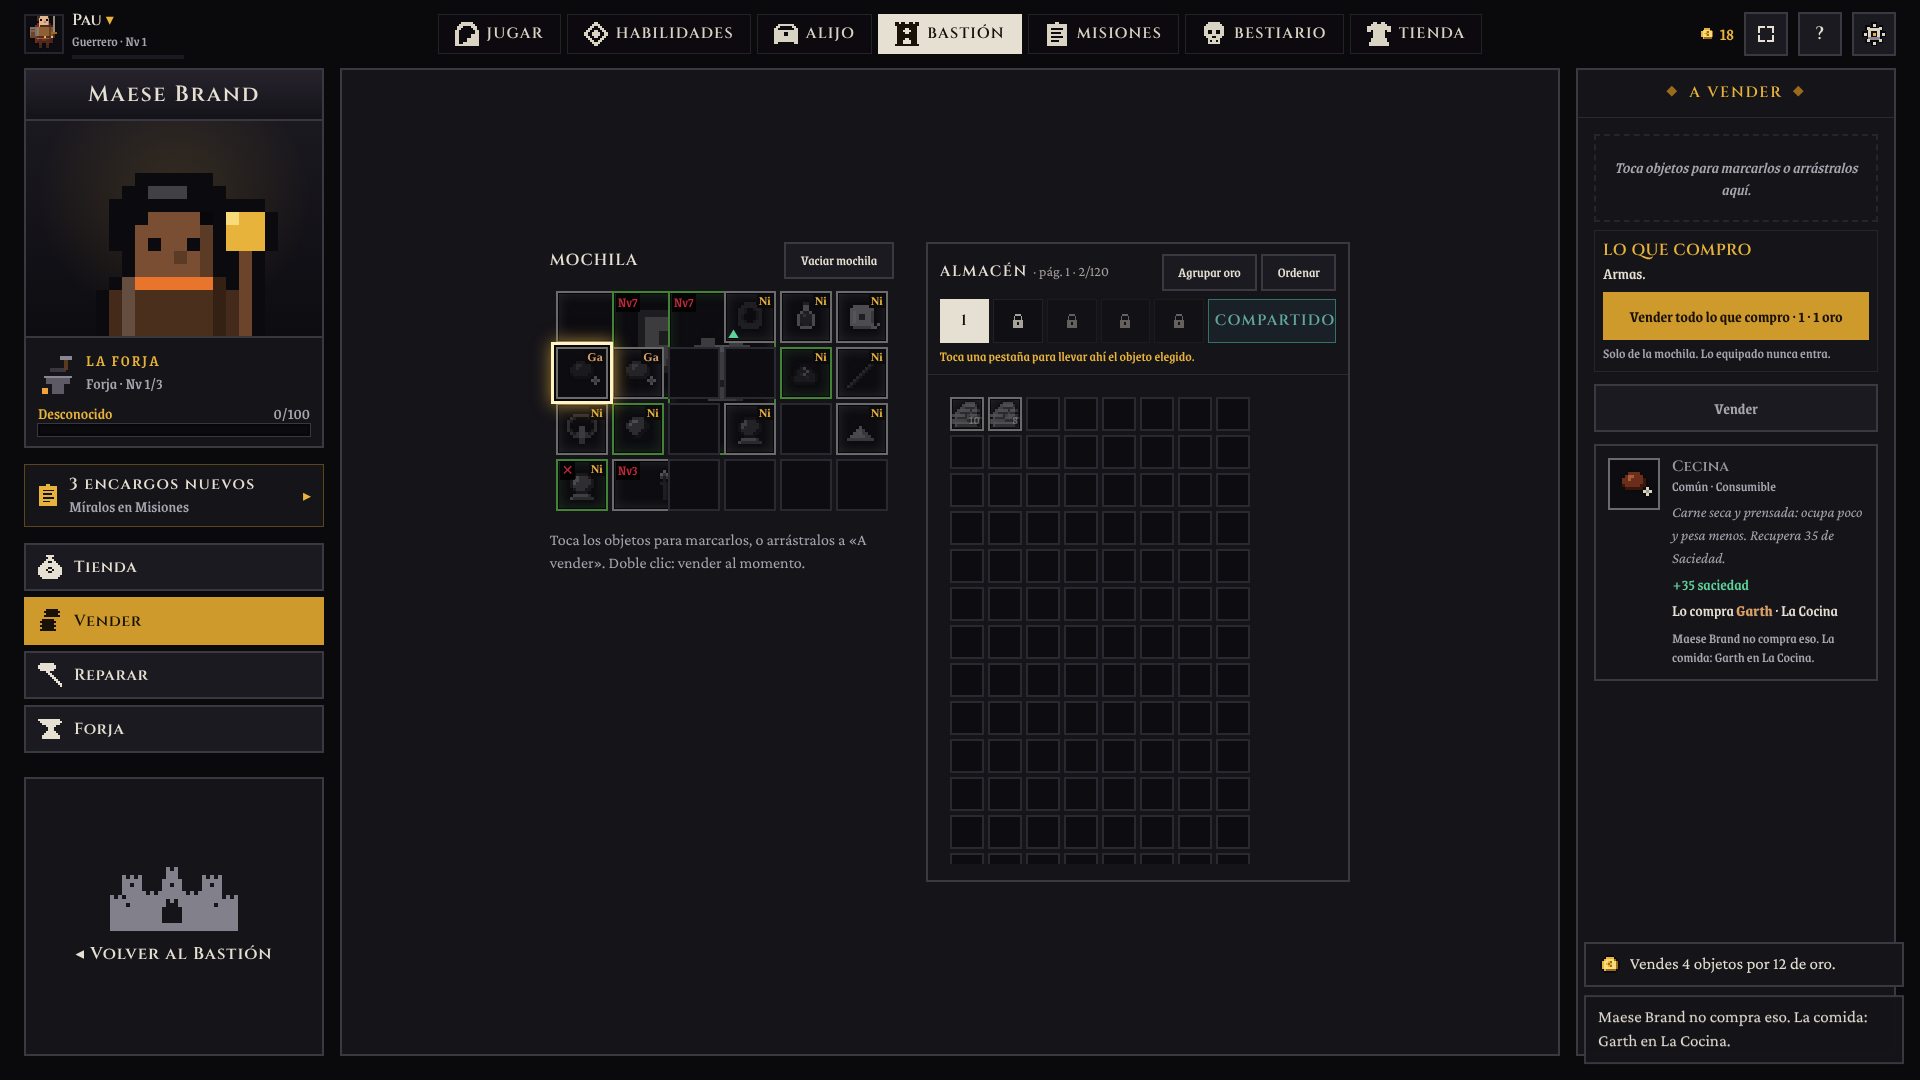 Pau ▾
Guerrero · Nv 1
JUGAR
HABILIDADES
ALIJO
BASTIÓN
MISIONES
BESTIARIO
TIENDA
18
?
Maese Brand
LA FORJA
Forja · Nv 1/3
Desconocido 0/100
3 ENCARGOS NUEVOS
Míralos en Misiones
Tienda
Vender
Reparar
Forja
◂ Volver al Bastión
MOCHILA
Vaciar mochila
Nv7 Nv7 Ni Ni Ni
Ga Ga Ni Ni
Ni Ni Ni Ni
✕ Ni Nv3
Toca los objetos para marcarlos, o arrástralos a «A
vender». Doble clic: vender al momento.
ALMACÉN · pág. 1 · 2/120
Agrupar oro
Ordenar
1
COMPARTIDO
Toca una pestaña para llevar ahí el objeto elegido.
10 8
◆ A VENDER ◆
Toca objetos para marcarlos o arrástralos
aquí.
LO QUE COMPRO
Armas.
Vender todo lo que compro · 1 · 1 oro
Solo de la mochila. Lo equipado nunca entra.
Vender
Cecina
Común · Consumible
Carne seca y prensada: ocupa poco
y pesa menos. Recupera 35 de
Saciedad.
+35 saciedad
Lo compra Garth · La Cocina
Maese Brand no compra eso. La
comida: Garth en La Cocina.
Vendes 4 objetos por 12 de oro.
Maese Brand no compra eso. La comida:
Garth en La Cocina.